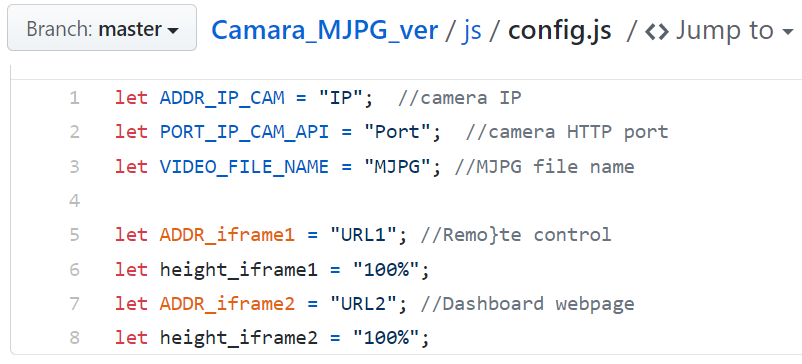 Branch: master Camara_MJPG_ver / js / config.js / <> Jump to
1 let ADDR_IP_CAM = "IP";  //camera IP
2 let PORT_IP_CAM_API = "Port";  //camera HTTP port
3 let VIDEO_FILE_NAME = "MJPG"; //MJPG file name
4
5 let ADDR_iframe1 = "URL1"; //Remo}te control
6 let height_iframe1 = "100%";
7 let ADDR_iframe2 = "URL2"; //Dashboard webpage
8 let height_iframe2 = "100%";